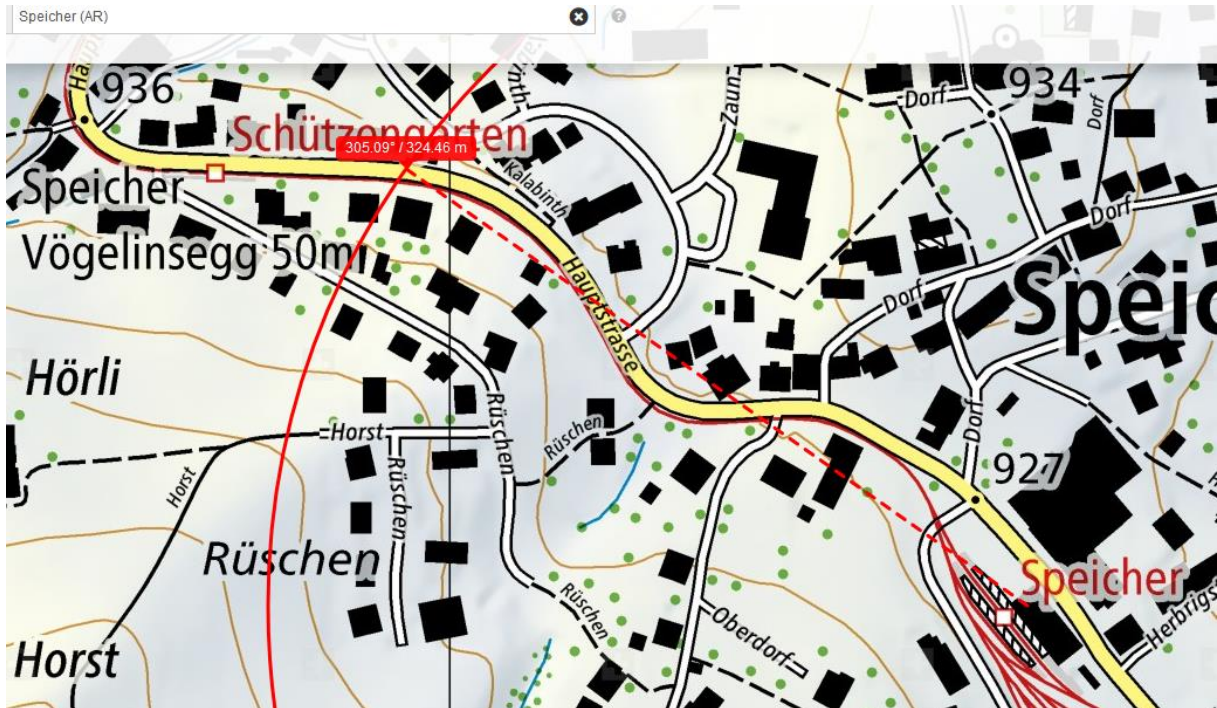 Speicher (AR)
936
Dorf
934
Dorf
Zaun
Schützengarten
305.09° / 324.46 m
Speicher
Kalabinth
Dorf
Vögelinsegg 50m
Hauptstrasse
Dorf
Speic
Hörli
Horst
Rüschen
Rüschen
Dorf
Horst
Rüschen
927
Rüschen
Speicher
Rüschen
Oberdorf
Herbrigs
Horst